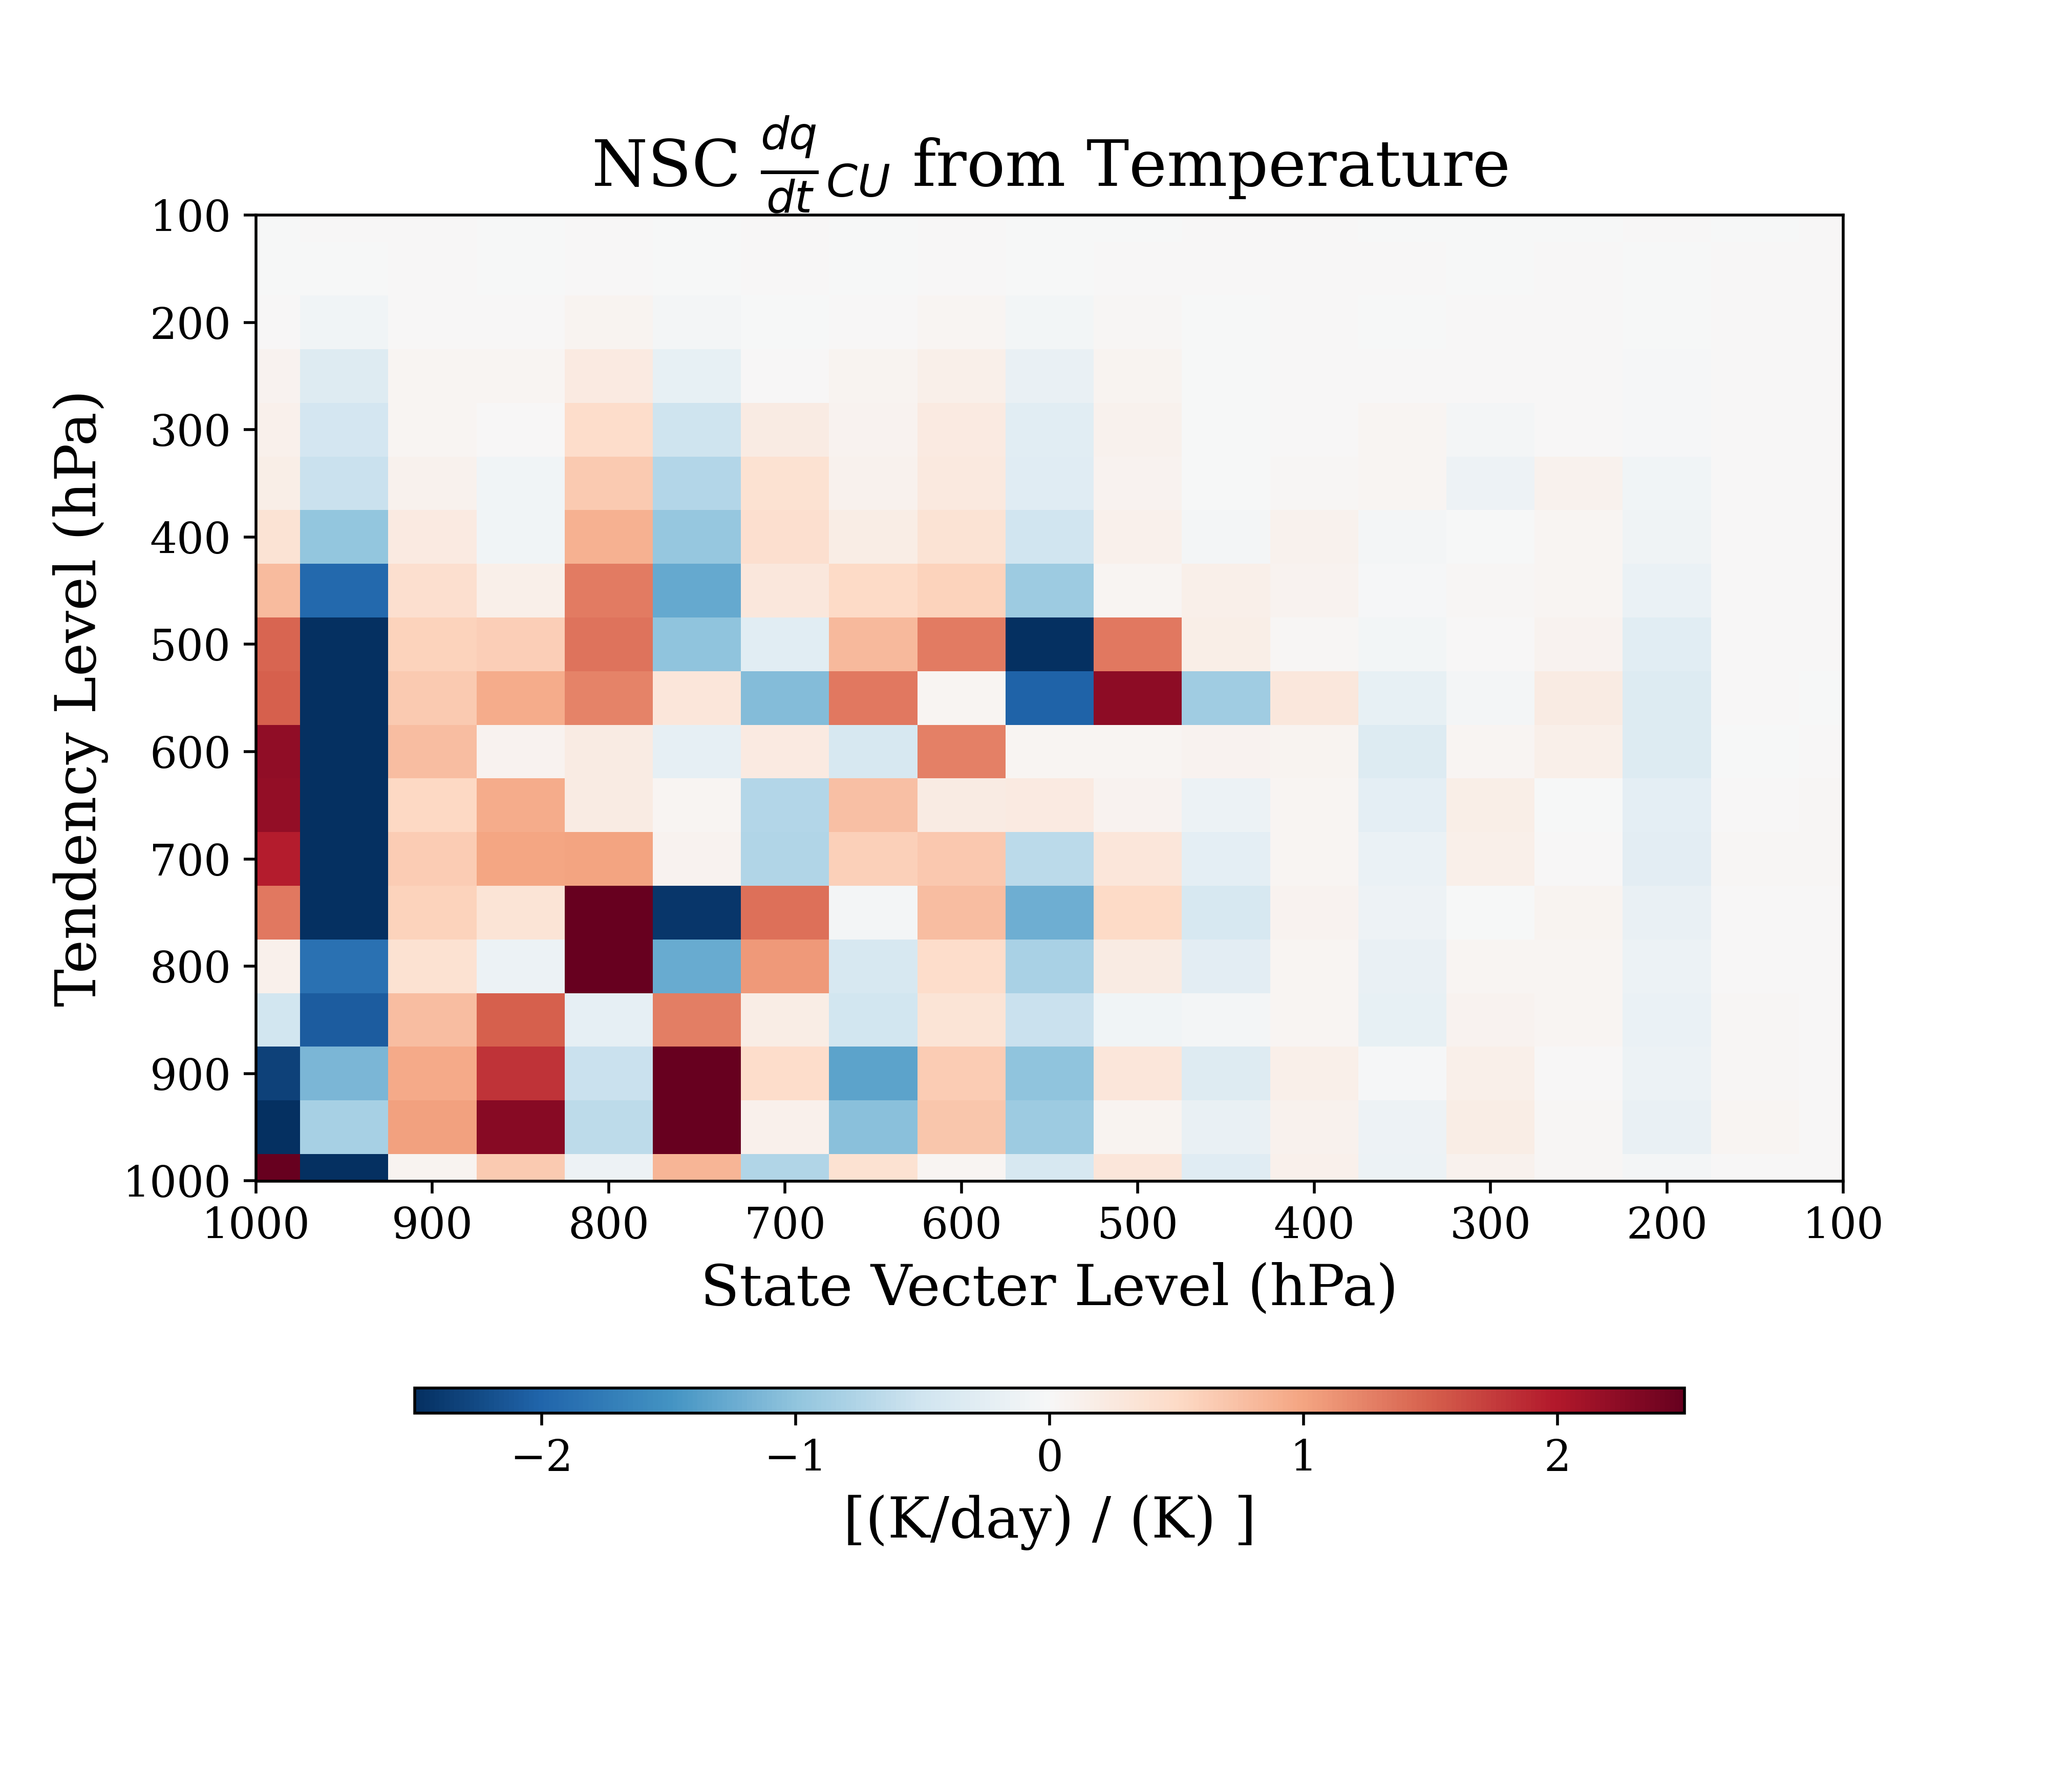 NSC dq/dt CU from Temperature
100
200
300
400
500
600
700
800
900
1000
Tendency Level (hPa)
1000 900 800 700 600 500 400 300 200 100
State Vecter Level (hPa)
−2 −1 0 1 2
[(K/day) / (K) ]